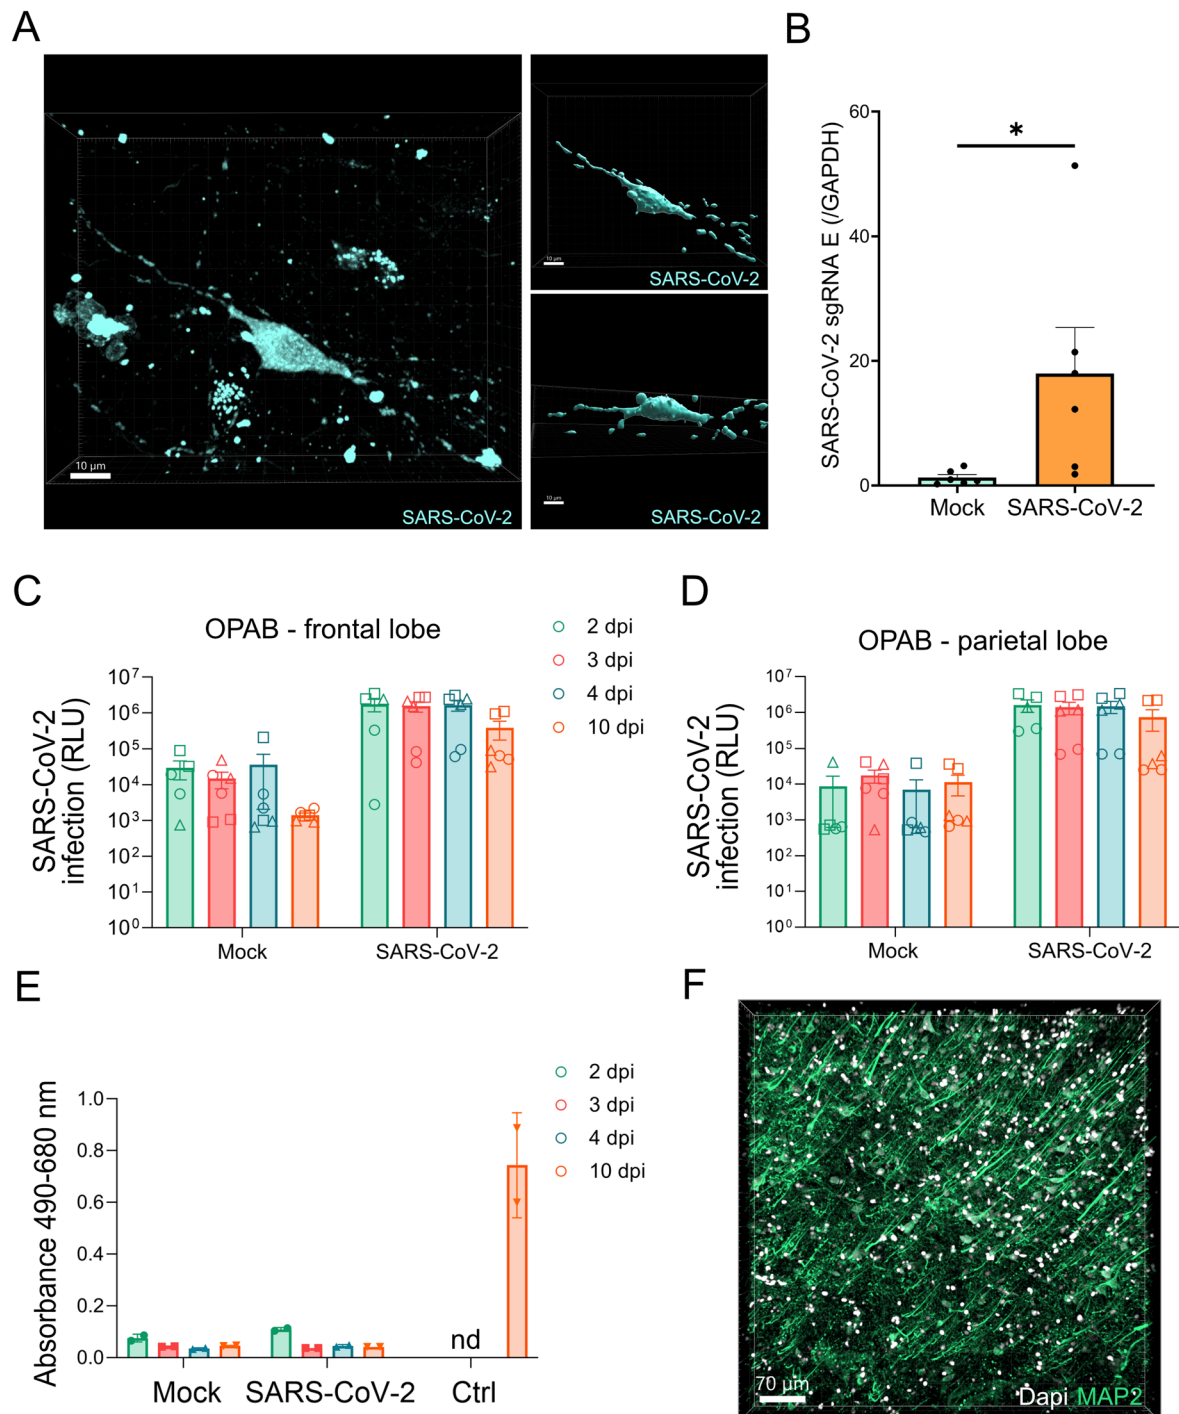 A
10 µm
SARS-CoV-2
10 µm
SARS-CoV-2
10 µm
SARS-CoV-2
B
SARS-CoV-2 sgRNA E (/GAPDH)
60
40
20
0
*
Mock
SARS-CoV-2
C
OPAB - frontal lobe
SARS-CoV-2
infection (RLU)
10⁷
10⁶
10⁵
10⁴
10³
10²
10¹
10⁰
Mock
SARS-CoV-2
2 dpi
3 dpi
4 dpi
10 dpi
D
OPAB - parietal lobe
SARS-CoV-2
infection (RLU)
10⁷
10⁶
10⁵
10⁴
10³
10²
10¹
10⁰
Mock
SARS-CoV-2
E
Absorbance 490-680 nm
1.0
0.8
0.6
0.4
0.2
0.0
nd
Mock
SARS-CoV-2
Ctrl
2 dpi
3 dpi
4 dpi
10 dpi
F
70 µm
Dapi MAP2